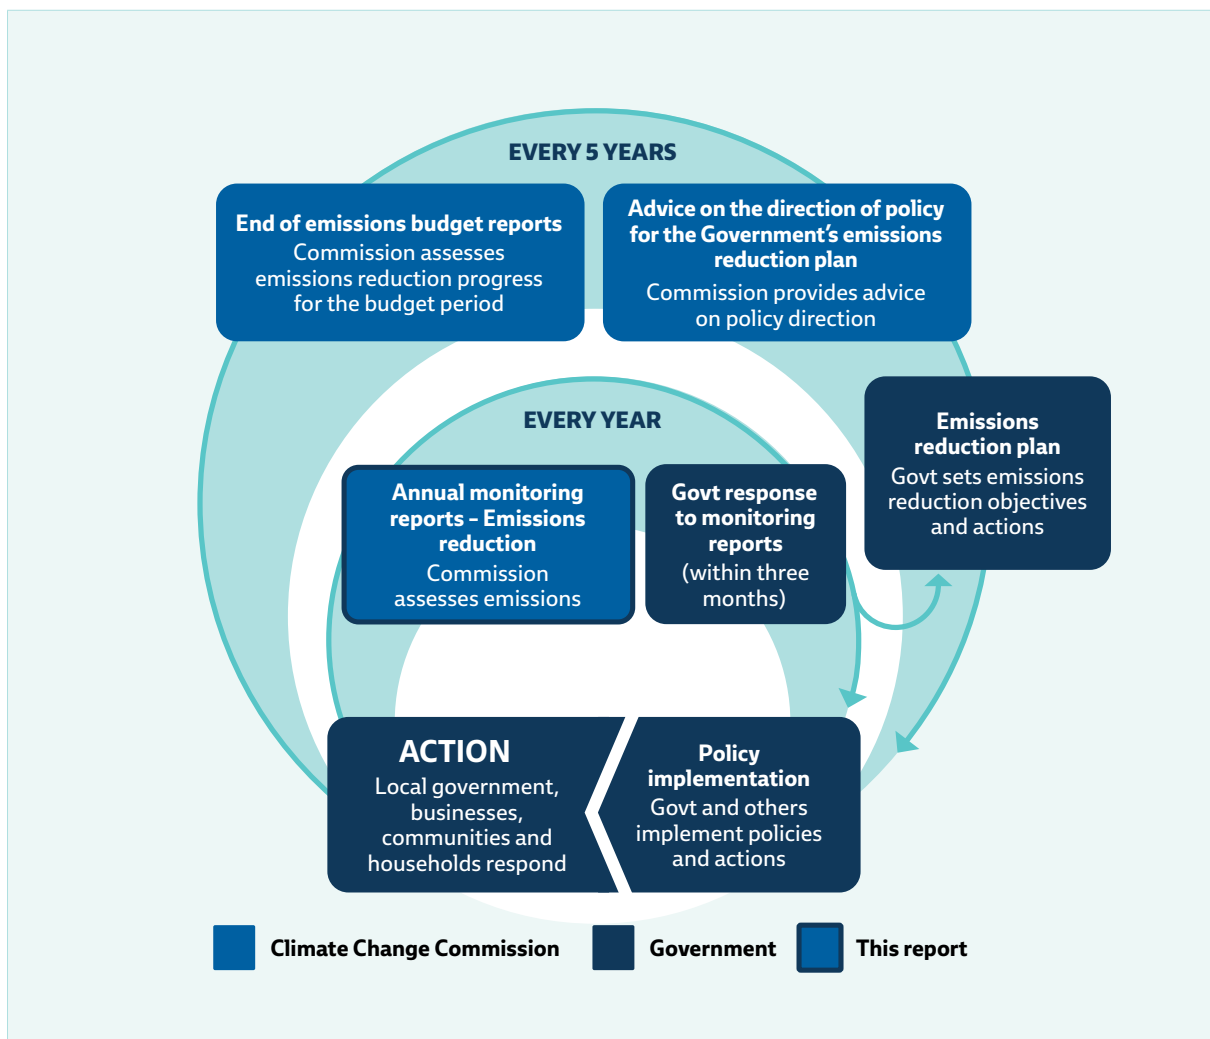 EVERY 5 YEARS
End of emissions budget reports
Commission assesses
emissions reduction progress
for the budget period
Advice on the direction of policy
for the Government’s emissions
reduction plan
Commission provides advice
on policy direction
Emissions
reduction plan
Govt sets emissions
reduction objectives
and actions
EVERY YEAR
Annual monitoring
reports – Emissions
reduction
Commission
assesses emissions
Govt response
to monitoring
reports
(within three
months)
ACTION
Local government,
businesses,
communities and
households respond
Policy
implementation
Govt and others
implement policies
and actions
Climate Change Commission
Government
This report